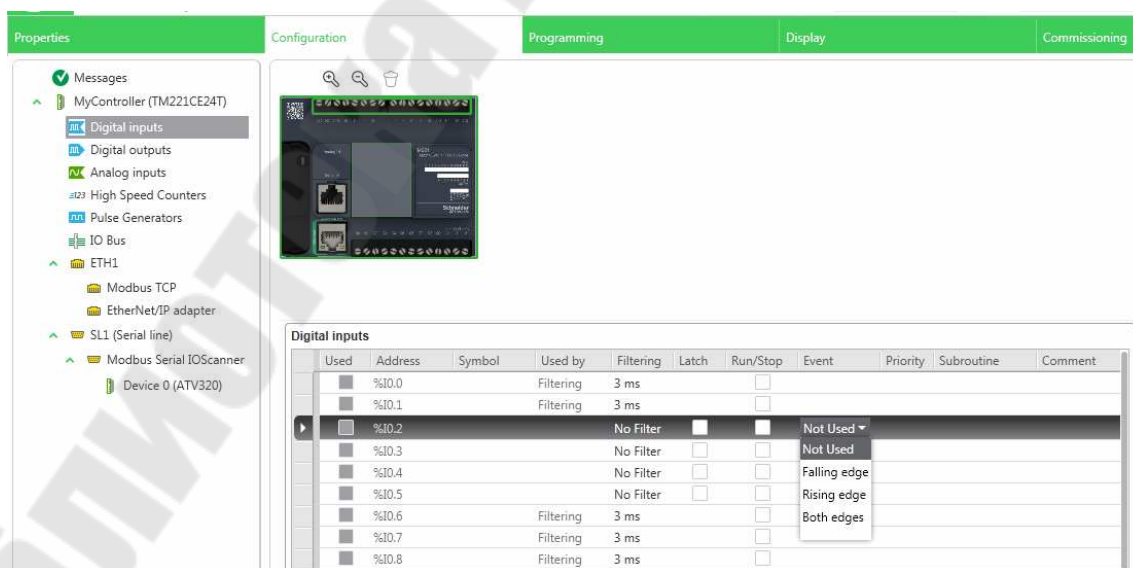 Properties Configuration Programming Display Commissioning
Messages
MyController (TM221CE24T)
Digital inputs
Digital outputs
Analog inputs
High Speed Counters
Pulse Generators
IO Bus
ETH1
Modbus TCP
EtherNet/IP adapter
SL1 (Serial line)
Modbus Serial IOScanner
Device 0 (ATV320)
Digital inputs
Used Address Symbol Used by Filtering Latch Run/Stop Event Priority Subroutine Comment
%I0.0 Filtering 3 ms
%I0.1 Filtering 3 ms
%I0.2 No Filter Not Used
%I0.3 No Filter Not Used
%I0.4 No Filter Falling edge
%I0.5 No Filter Rising edge
%I0.6 Filtering 3 ms Both edges
%I0.7 Filtering 3 ms
%I0.8 Filtering 3 ms